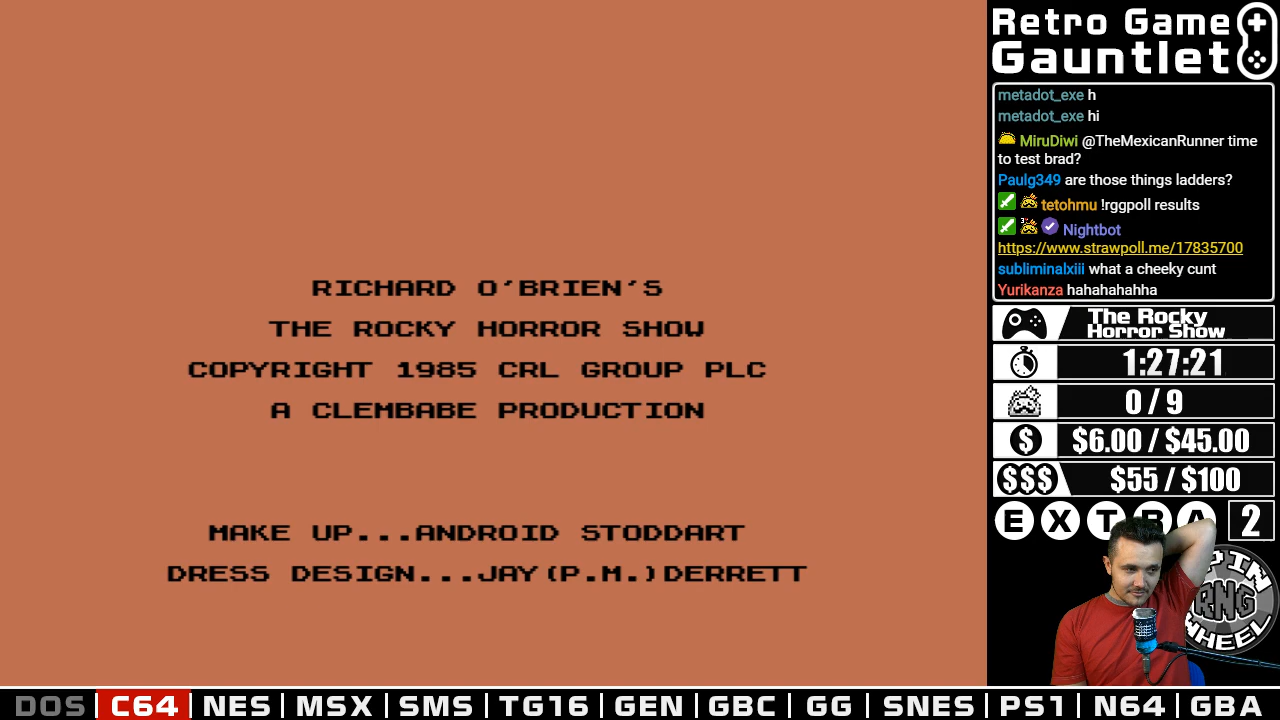 RICHARD O'BRIEN'S
THE ROCKY HORROR SHOW
COPYRIGHT 1985 CRL GROUP PLC
A CLEMBABE PRODUCTION
MAKE UP...ANDROID STODDART
DRESS DESIGN...JAY(P.M.)DERRETT
Retro Game
Gauntlet
metadot_exe h
metadot_exe hi
MiruDiwi @TheMexicanRunner time
to test brad?
Paulg349 are those things ladders?
tetohmu !rggpoll results
Nightbot
https://www.strawpoll.me/17835700
subliminalxiii what a cheeky cunt
Yurikanza hahahahahha
The Rocky
Horror Show
1:27:21
0 / 9
$ $6.00 / $45.00
$$$ $55 / $100
E X T R A 2
SPIN
RNG
WHEEL
DOS C64 NES MSX SMS TG16 GEN GBC GG SNES PS1 N64 GBA